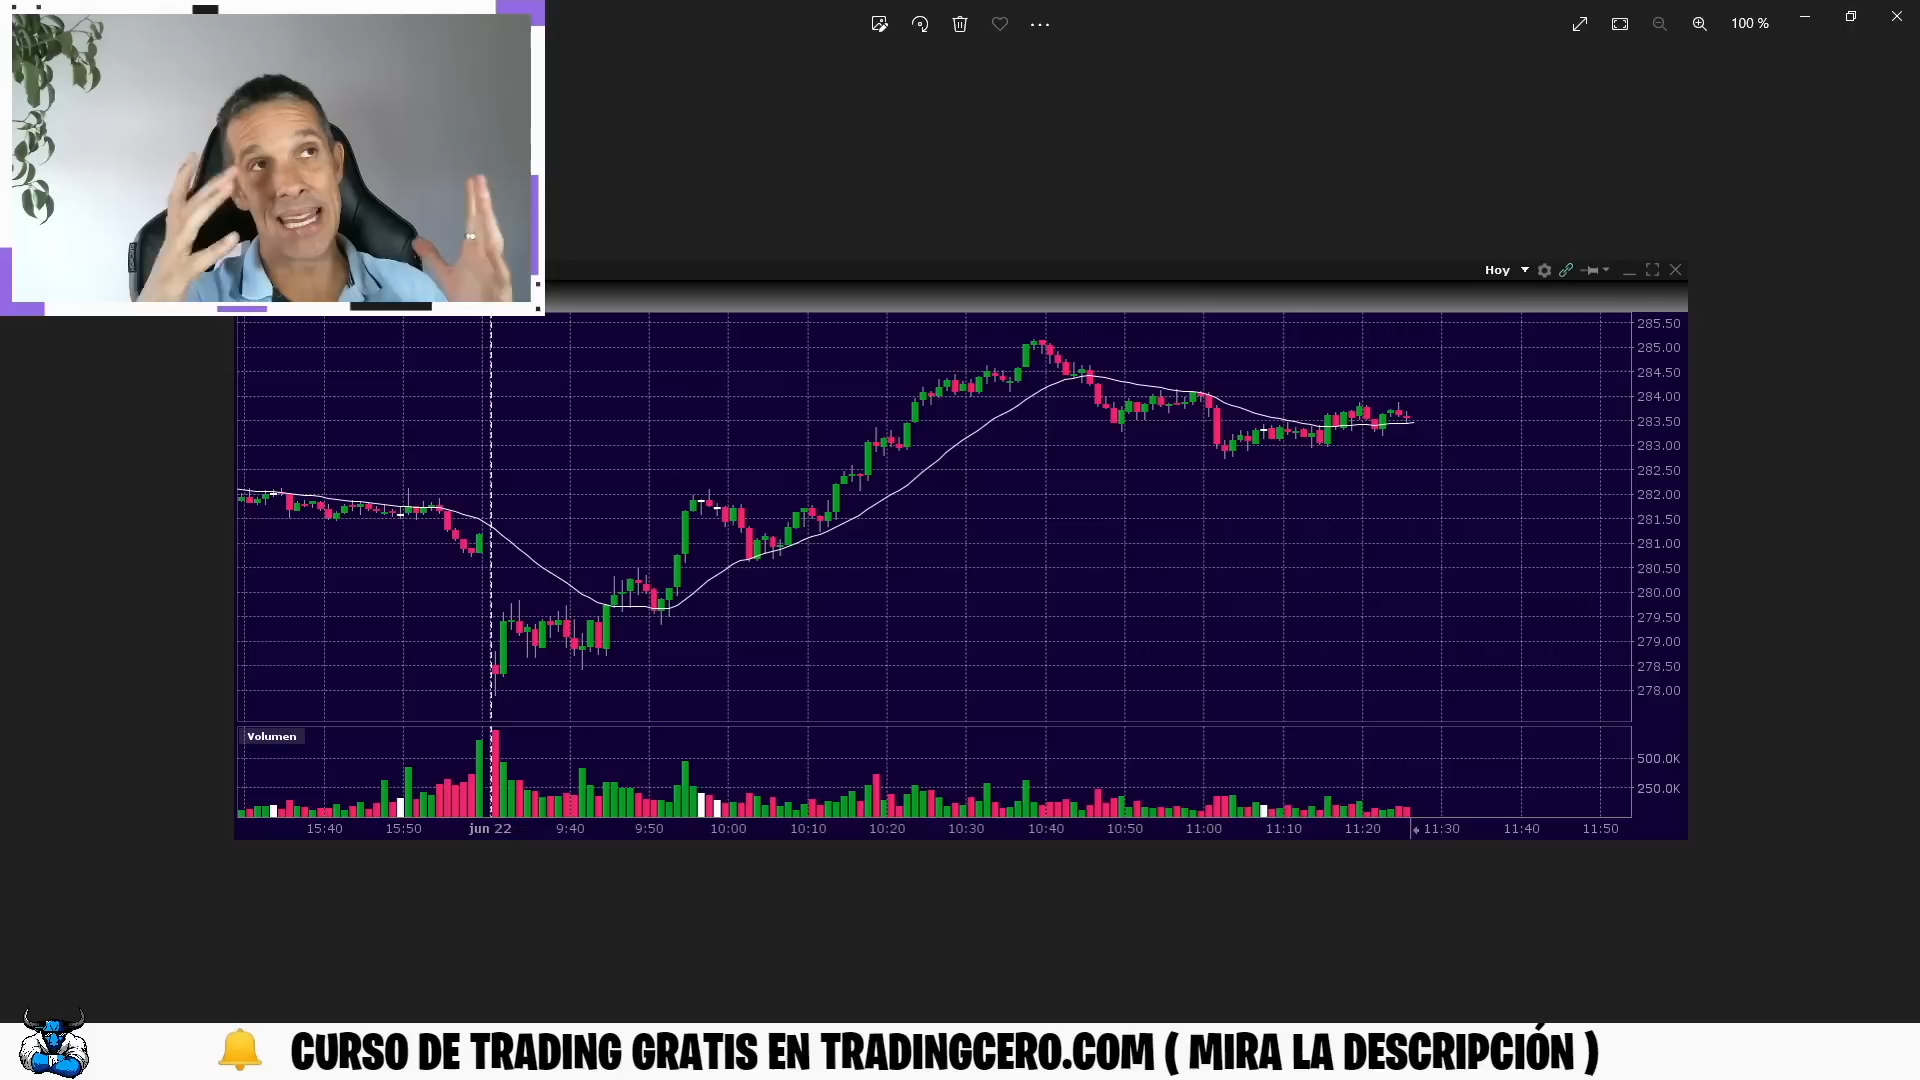 100 %
Hoy
285.50
285.00
284.50
284.00
283.50
283.00
282.50
282.00
281.50
281.00
280.50
280.00
279.50
279.00
278.50
278.00
Volumen
500.0K
250.0K
15:40 15:50 jun 22 9:40 9:50 10:00 10:10 10:20 10:30 10:40 10:50 11:00 11:10 11:20 11:30 11:40 11:50
CURSO DE TRADING GRATIS EN TRADINGCERO.COM ( MIRA LA DESCRIPCIÓN )